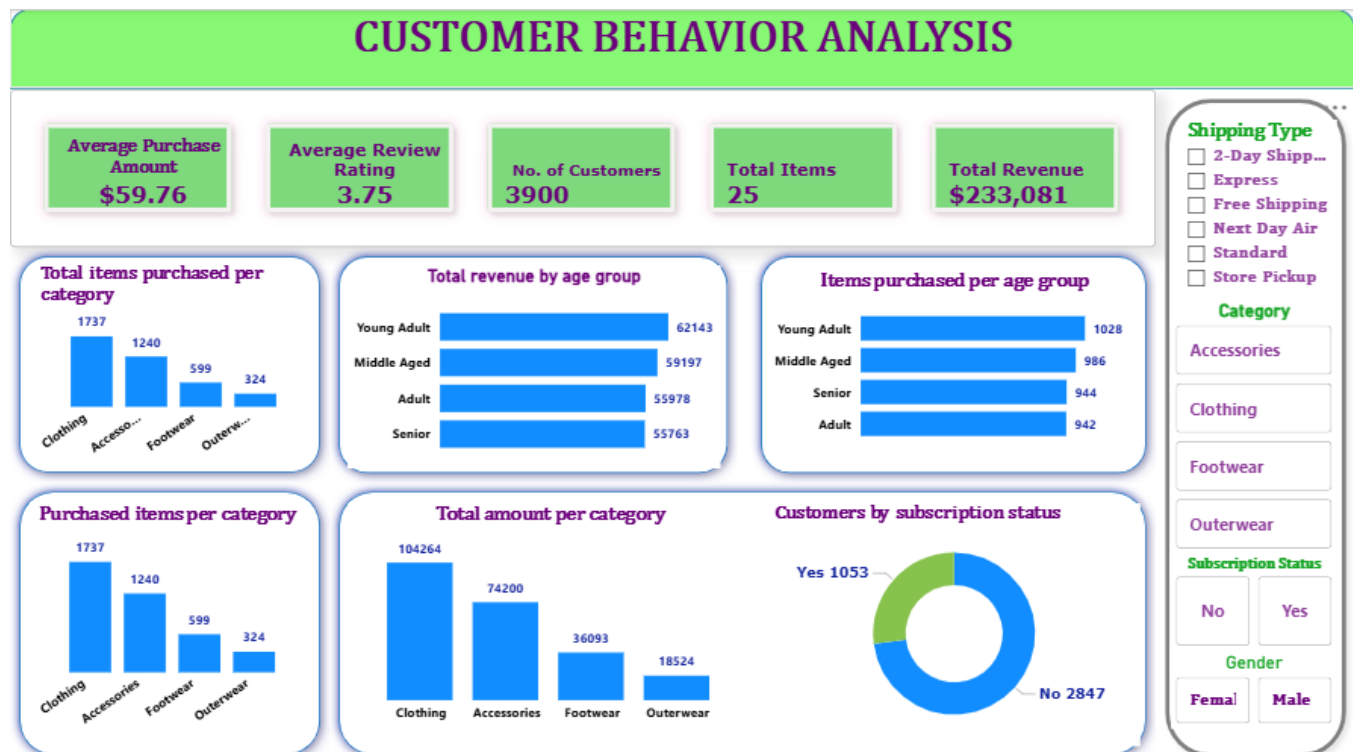 CUSTOMER BEHAVIOR ANALYSIS
Average Purchase
Amount
$59.76
Average Review
Rating
3.75
No. of Customers
3900
Total Items
25
Total Revenue
$233,081
Total items purchased per
category
1737
1240
599
324
Clothing
Accesso...
Footwear
Outerw...
Total revenue by age group
Young Adult 62143
Middle Aged 59197
Adult 55978
Senior 55763
Items purchased per age group
Young Adult 1028
Middle Aged 986
Senior 944
Adult 942
Purchased items per category
1737
1240
599
324
Clothing
Accessories
Footwear
Outerwear
Total amount per category
104264
74200
36093
18524
Clothing
Accessories
Footwear
Outerwear
Customers by subscription status
Yes 1053
No 2847
Shipping Type
2-Day Shipp...
Express
Free Shipping
Next Day Air
Standard
Store Pickup
Category
Accessories
Clothing
Footwear
Outerwear
Subscription Status
No
Yes
Gender
Femal
Male